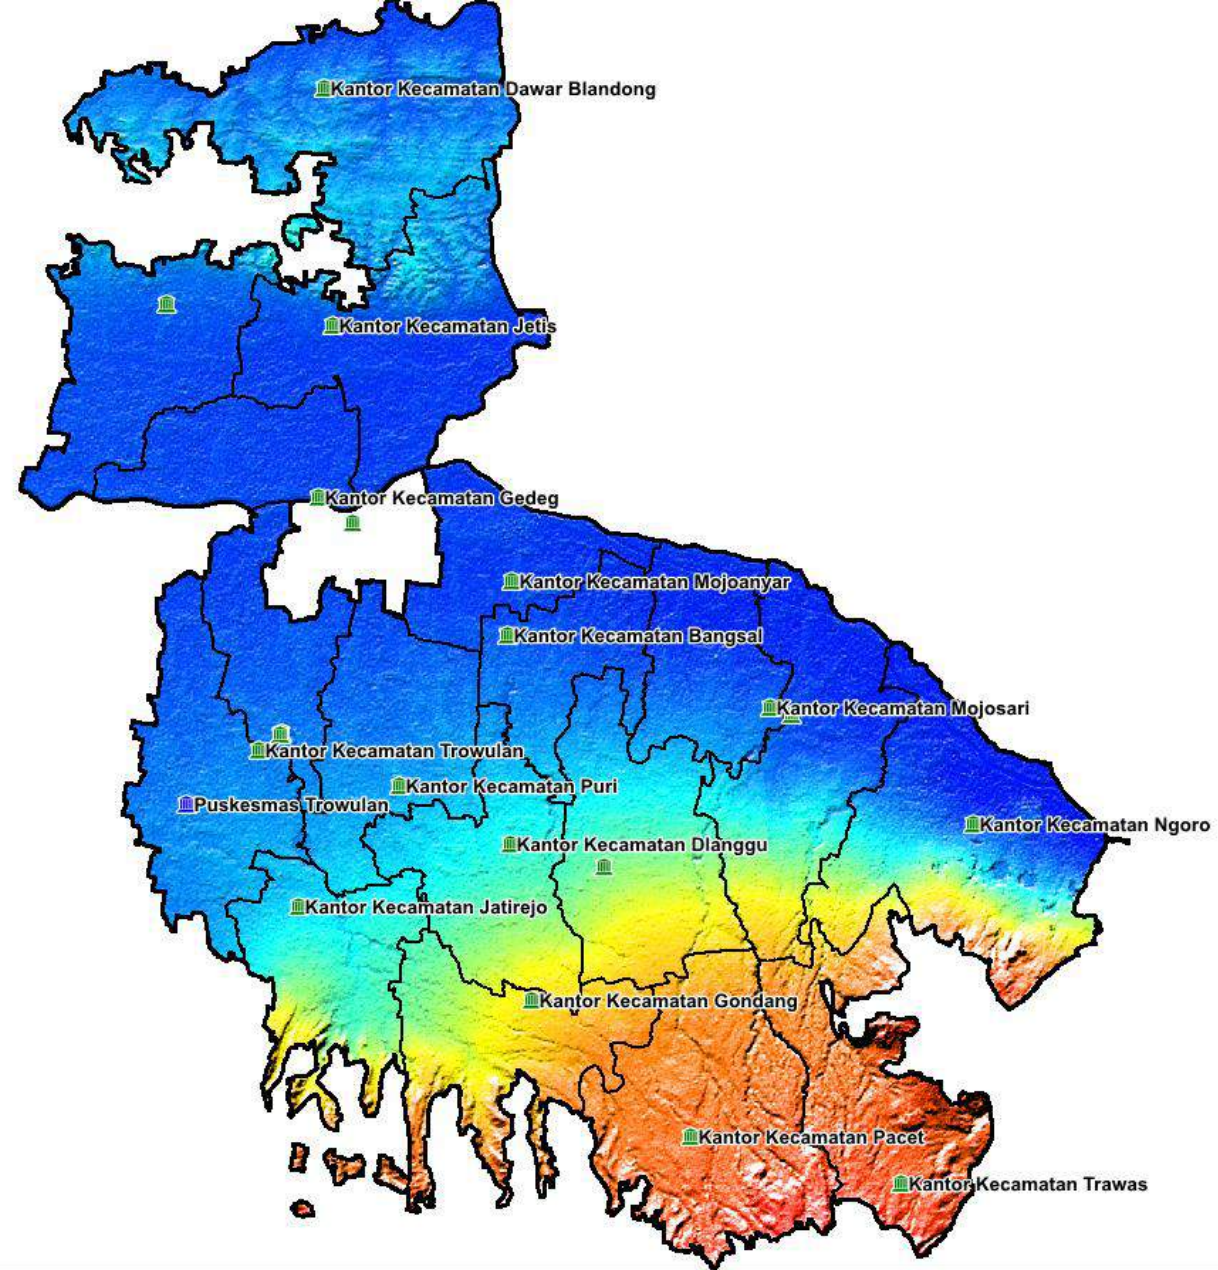 Kantor Kecamatan Dawar Blandong
Kantor Kecamatan Jetis
Kantor Kecamatan Gedeg
Kantor Kecamatan Mojoanyar
Kantor Kecamatan Bangsal
Kantor Kecamatan Mojosari
Kantor Kecamatan Trowulan
Kantor Kecamatan Puri
Puskesmas Trowulan
Kantor Kecamatan Ngoro
Kantor Kecamatan Dlanggu
Kantor Kecamatan Jatirejo
Kantor Kecamatan Gondang
Kantor Kecamatan Pacet
Kantor Kecamatan Trawas